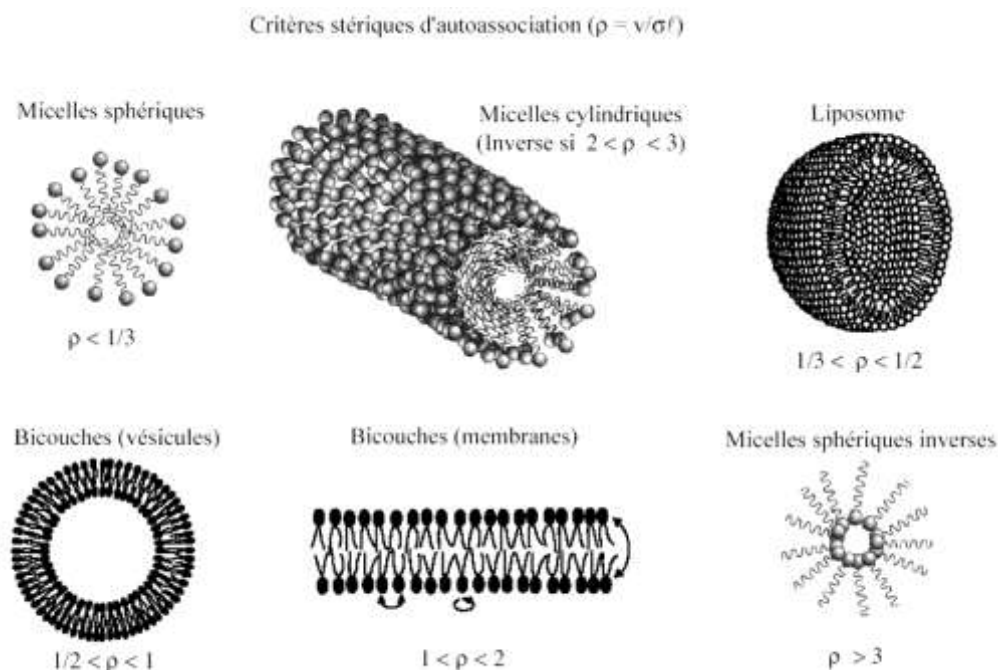 Critères stériques d'autoassociation (ρ = v/σℓ)
Micelles sphériques
Micelles cylindriques
(Inverse si 2 < ρ < 3)
Liposome
ρ < 1/3
1/3 < ρ < 1/2
Bicouches (vésicules)
Bicouches (membranes)
Micelles sphériques inverses
1/2 < ρ < 1
1 < ρ < 2
ρ > 3